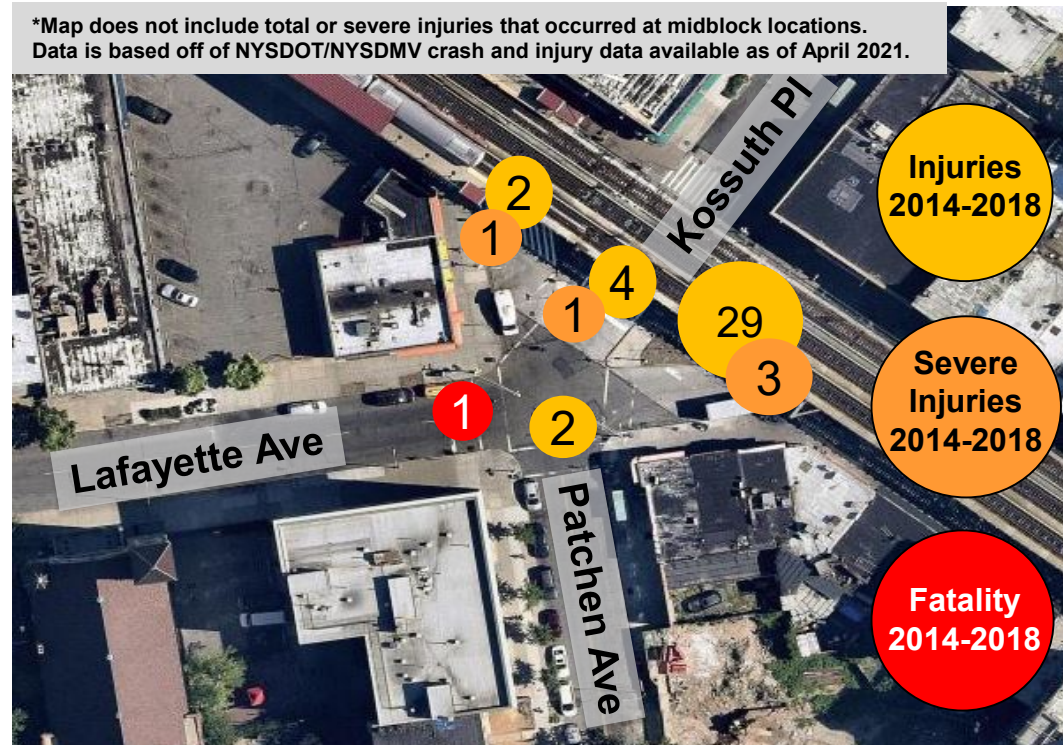 *Map does not include total or severe injuries that occurred at midblock locations.
Data is based off of NYSDOT/NYSDMV crash and injury data available as of April 2021.
Kossuth Pl
Injuries
2014-2018
2
1
4
1
29
3
Severe
Injuries
2014-2018
1
2
Lafayette Ave
Patchen Ave
Fatality
2014-2018